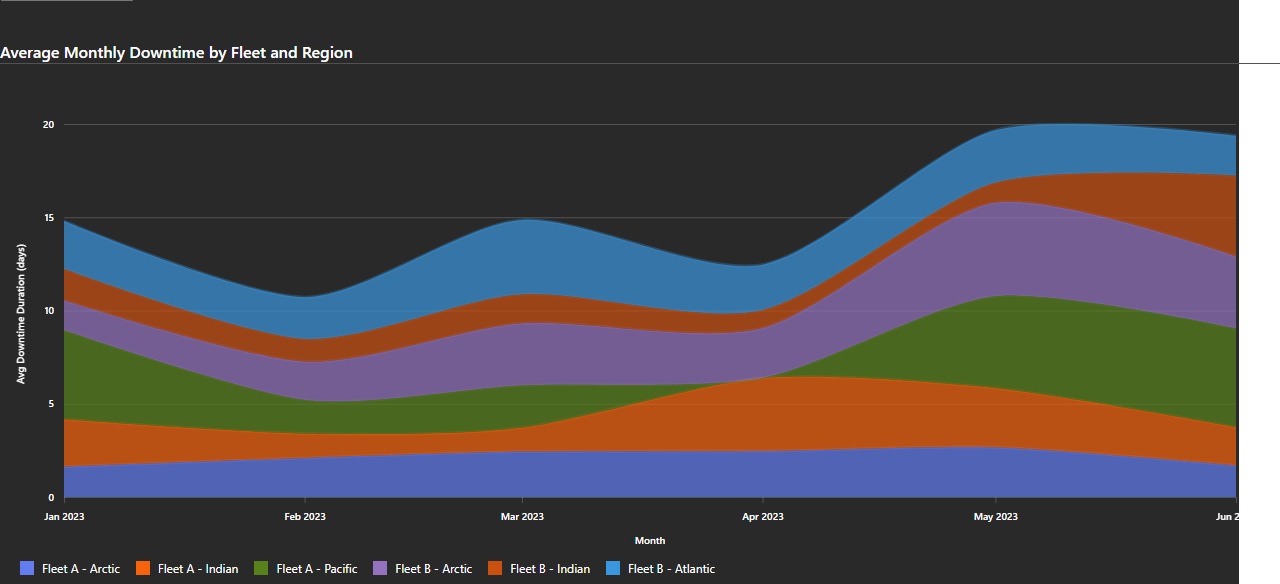 Average Monthly Downtime by Fleet and Region
20
15
10
5
0
Avg Downtime Duration (days)
Jan 2023 Feb 2023 Mar 2023 Apr 2023 May 2023 Jun 2
Month
Fleet A - Arctic Fleet A - Indian Fleet A - Pacific Fleet B - Arctic Fleet B - Indian Fleet B - Atlantic